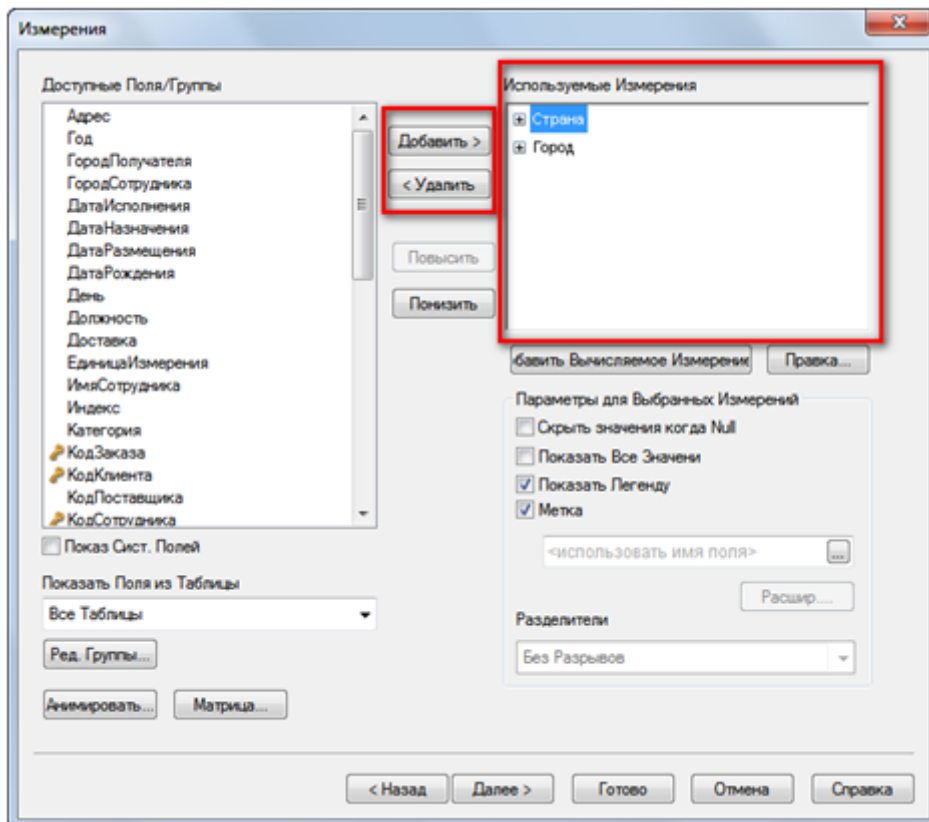 Измерения
Доступные Поля/Группы
Адрес
Год
ГородПолучателя
ГородСотрудника
ДатаИсполнения
ДатаНазначения
ДатаРазмещения
ДатаРождения
День
Должность
Доставка
ЕдиницаИзмерения
ИмяСотрудника
Индекс
Категория
КодЗаказа
КодКлиента
КодПоставщика
КодСотрудника
Показ Сист. Полей
Показать Поля из Таблицы
Все Таблицы
Ред. Группы...
Анимировать...
Матрица...
Добавить >
< Удалить
Повысить
Понизить
Используемые Измерения
Страна
Город
бавить Вычисляемое Измерение
Правка...
Параметры для Выбранных Измерений
Скрыть значения когда Null
Показать Все Значени
Показать Легенду
Метка
<использовать имя поля>
...
Расшир....
Разделители
Без Разрывов
< Назад
Далее >
Готово
Отмена
Справка